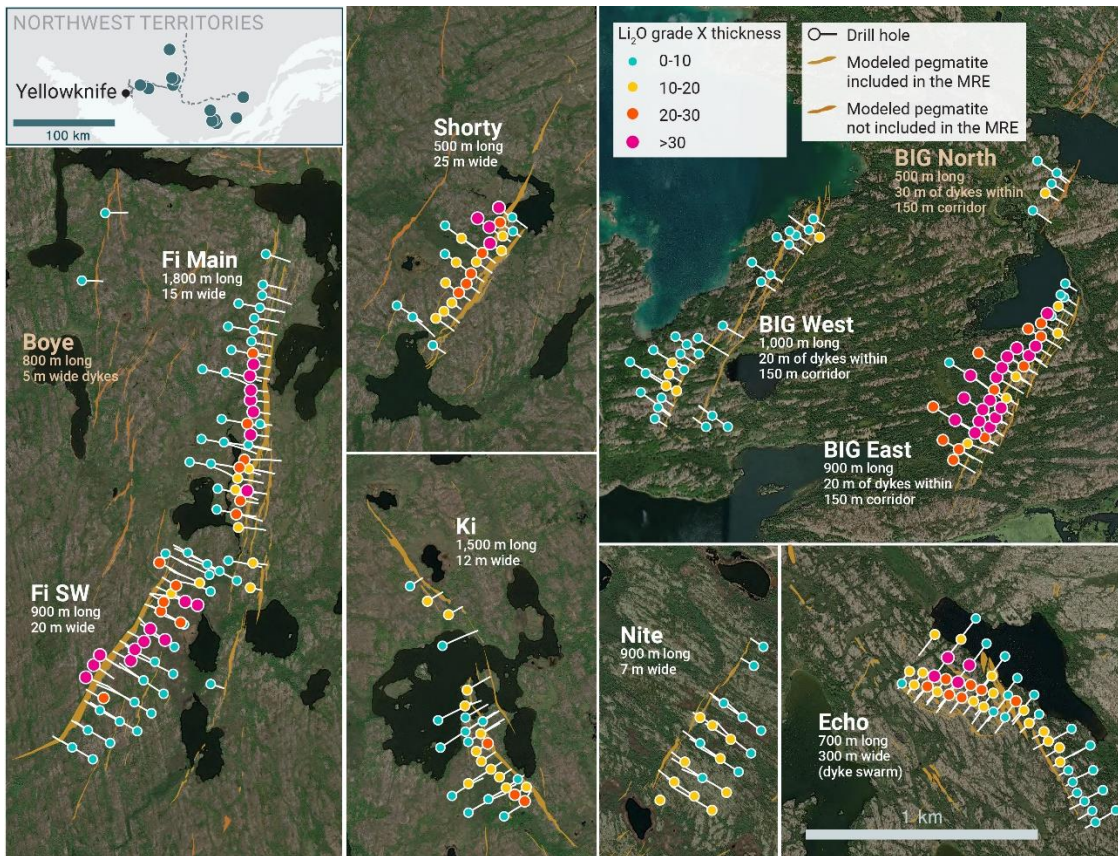 NORTHWEST TERRITORIES
Yellowknife
100 km
Boye
800 m long
5 m wide dykes
Fi Main
1,800 m long
15 m wide
Fi SW
900 m long
20 m wide
Shorty
500 m long
25 m wide
Ki
1,500 m long
12 m wide
Li₂O grade X thickness
0-10
10-20
20-30
>30
Drill hole
Modeled pegmatite
included in the MRE
Modeled pegmatite
not included in the MRE
BIG North
500 m long
30 m of dykes within
150 m corridor
BIG West
1,000 m long
20 m of dykes within
150 m corridor
BIG East
900 m long
20 m of dykes within
150 m corridor
Nite
900 m long
7 m wide
Echo
700 m long
300 m wide
(dyke swarm)
1 km